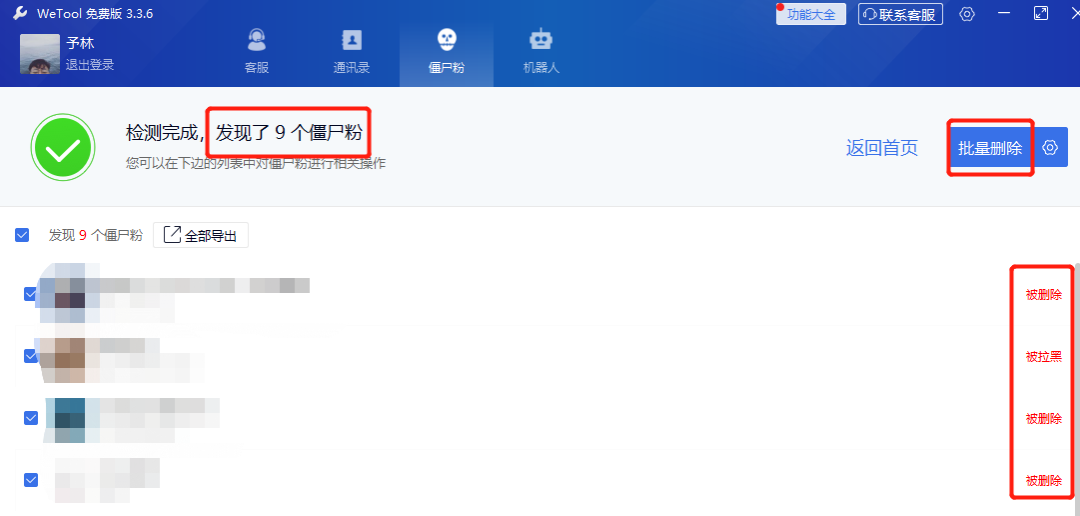 WeTool 免费版 3.3.6
功能大全
联系客服
予林
退出登录
客服
通讯录
僵尸粉
机器人
检测完成，发现了 9 个僵尸粉
您可以在下边的列表中对僵尸粉进行相关操作
返回首页
批量删除
发现 9 个僵尸粉
全部导出
被删除
被拉黑
被删除
被删除